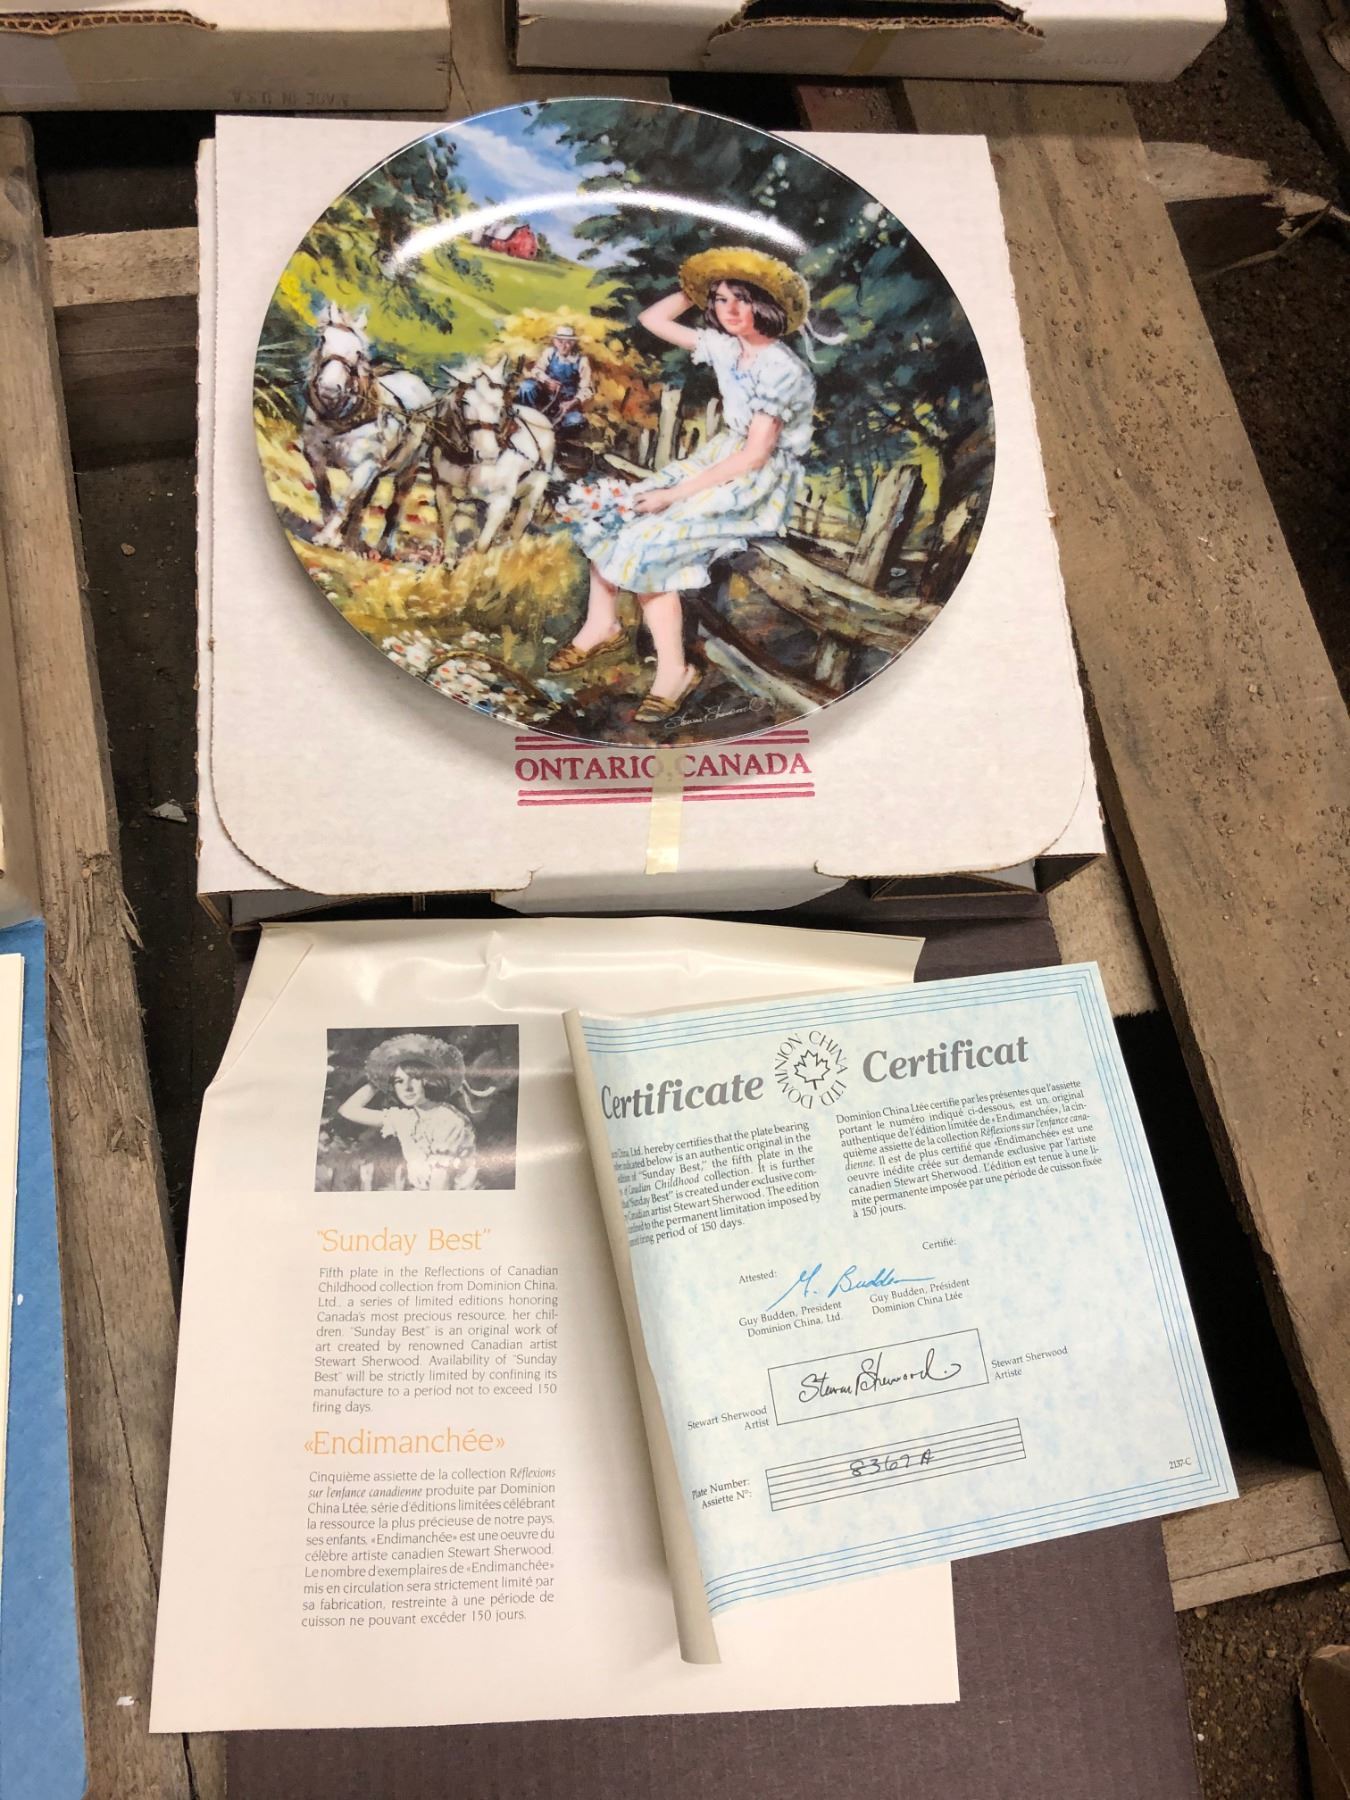 MADE IN U.S.A.
Stewart Sherwood
ONTARIO, CANADA
"Sunday Best"
Fifth plate in the Reflections of Canadian
Childhood collection from Dominion China,
Ltd., a series of limited editions honoring
Canada's most precious resource, her chil-
dren. "Sunday Best" is an original work of
art created by renowned Canadian artist
Stewart Sherwood. Availability of "Sunday
Best" will be strictly limited by confining its
manufacture to a period not to exceed 150
firing days.
«Endimanchée»
Cinquième assiette de la collection Réflexions
sur l'enfance canadienne produite par Dominion
China Ltée, série d'éditions limitées célébrant
la ressource la plus précieuse de notre pays,
ses enfants. «Endimanchée» est une oeuvre du
célèbre artiste canadien Stewart Sherwood.
Le nombre d'exemplaires de «Endimanchée»
mis en circulation sera strictement limité par
sa fabrication, restreinte à une période de
cuisson ne pouvant excéder 150 jours.
DOMINION CHINA LTD
Certificate
Ltd. hereby certifies that the plate bearing
indicated below is an authentic original in the
of "Sunday Best," the fifth plate in the
Canadian Childhood collection. It is further
"Sunday Best" is created under exclusive com-
Canadian artist Stewart Sherwood. The edition
to the permanent limitation imposed by
firing period of 150 days.
Certificat
Dominion China Ltée certifie par les présentes que l'assiette
portant le numéro indiqué ci-dessous, est un original
authentique de l'édition limitée de «Endimanchée», la cin-
quième assiette de la collection Réflexions sur l'enfance cana-
dienne. Il est de plus certifié que «Endimanchée» est une
oeuvre inédite créée sur demande exclusive par l'artiste
canadien Stewart Sherwood. L'édition est tenue à une li-
mite permanente imposée par une période de cuisson fixée
à 150 jours.
Attested:
Certifié:
G. Budden
Guy Budden, President
Dominion China, Ltd.
Guy Budden, Président
Dominion China Ltée
Stewart Sherwood
Artist
Stewart Sherwood
Stewart Sherwood
Artiste
Plate Number:
Assiette N°:
8369 A
2137-C